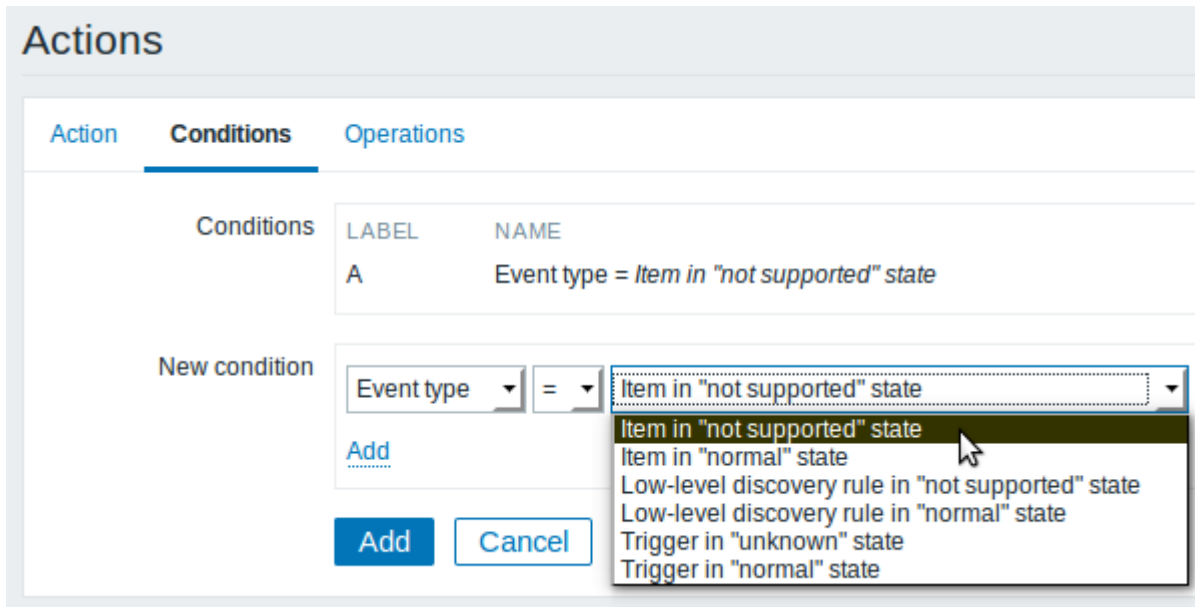 Actions
Action Conditions Operations
Conditions LABEL NAME
A Event type = Item in "not supported" state
New condition
Event type = Item in "not supported" state
Item in "not supported" state
Add
Item in "normal" state
Low-level discovery rule in "not supported" state
Low-level discovery rule in "normal" state
Add Cancel
Trigger in "unknown" state
Trigger in "normal" state